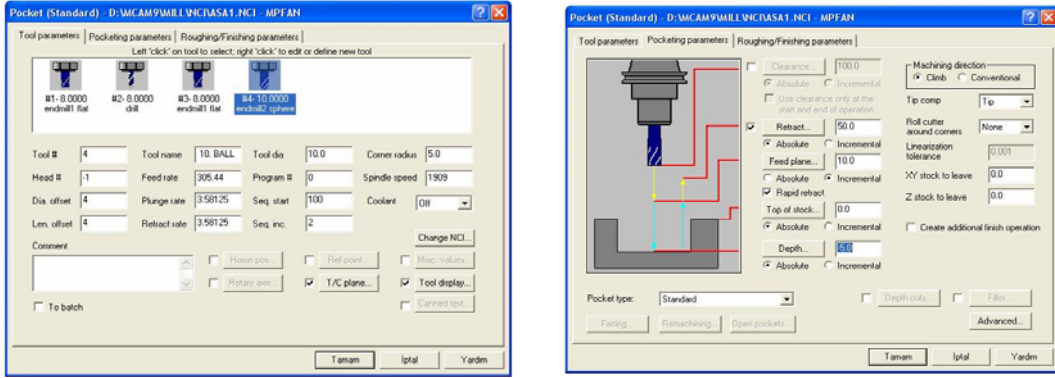 Pocket (Standard) - D:\MCAM9\MILL\NCI\ASA1.NCI - MPFAN
Tool parameters Pocketing parameters Roughing/Finishing parameters
Left 'click' on tool to select; right 'click' to edit or define new tool
#1- 8.0000 #2- 8.0000 #3- 8.0000 #4- 10.0000
endmill1 flat drill endmill1 flat endmill2 sphere
Tool # 4 Tool name 10. BALL Tool dia 10.0 Corner radius 5.0
Head # -1 Feed rate 305.44 Program # 0 Spindle speed 1909
Dia. offset 4 Plunge rate 3.58125 Seq. start 100 Coolant Off
Len. offset 4 Retract rate 3.58125 Seq. inc. 2
Change NCI...
Comment
Home pos... Ref point... Misc. values...
Rotary axis... T/C plane... Tool display...
To batch
Canned text...
Tamam İptal Yardım
Pocket (Standard) - D:\MCAM9\MILL\NCI\ASA1.NCI - MPFAN
Tool parameters Pocketing parameters Roughing/Finishing parameters
Clearance... 100.0
Absolute Incremental
Use clearance only at the
start and end of operation
Retract... 50.0
Absolute Incremental
Feed plane... 10.0
Absolute Incremental
Rapid retract
Top of stock... 0.0
Absolute Incremental
Depth... -5.0
Absolute Incremental
Machining direction
Climb Conventional
Tip comp Tip
Roll cutter
around corners None
Linearization
tolerance 0.001
XY stock to leave 0.0
Z stock to leave 0.0
Create additional finish operation
Pocket type: Standard
Depth cuts... Filter...
Facing... Remachining... Open pockets...
Advanced...
Tamam İptal Yardım